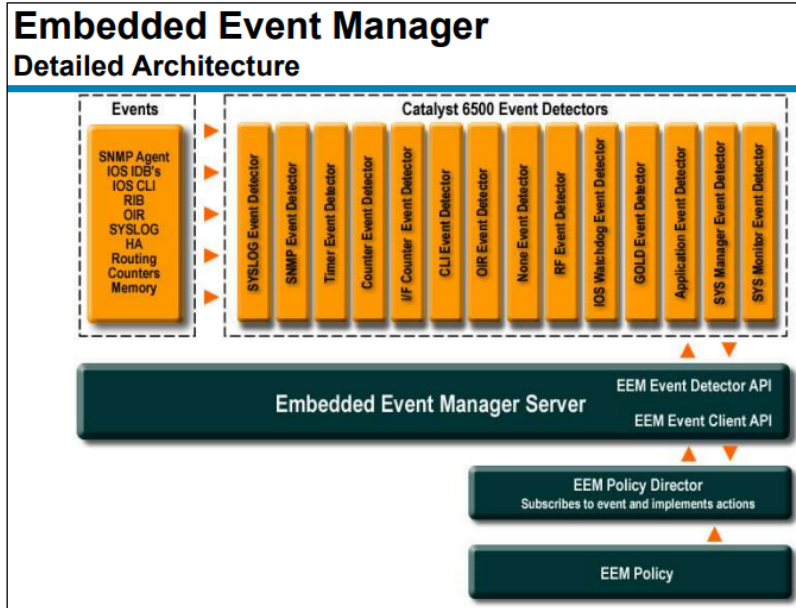 Embedded Event Manager
Detailed Architecture
Events
SNMP Agent
IOS IDB's
IOS CLI
RIB
OIR
SYSLOG
HA
Routing
Counters
Memory
Catalyst 6500 Event Detectors
SYSLOG Event Detector
SNMP Event Detector
Timer Event Detector
Counter Event Detector
I/F Counter Event Detector
CLI Event Detector
OIR Event Detector
None Event Detector
RF Event Detector
IOS Watchdog Event Detector
GOLD Event Detector
Application Event Detector
SYS Manager Event Detector
SYS Monitor Event Detector
Embedded Event Manager Server
EEM Event Detector API
EEM Event Client API
EEM Policy Director
Subscribes to event and implements actions
EEM Policy